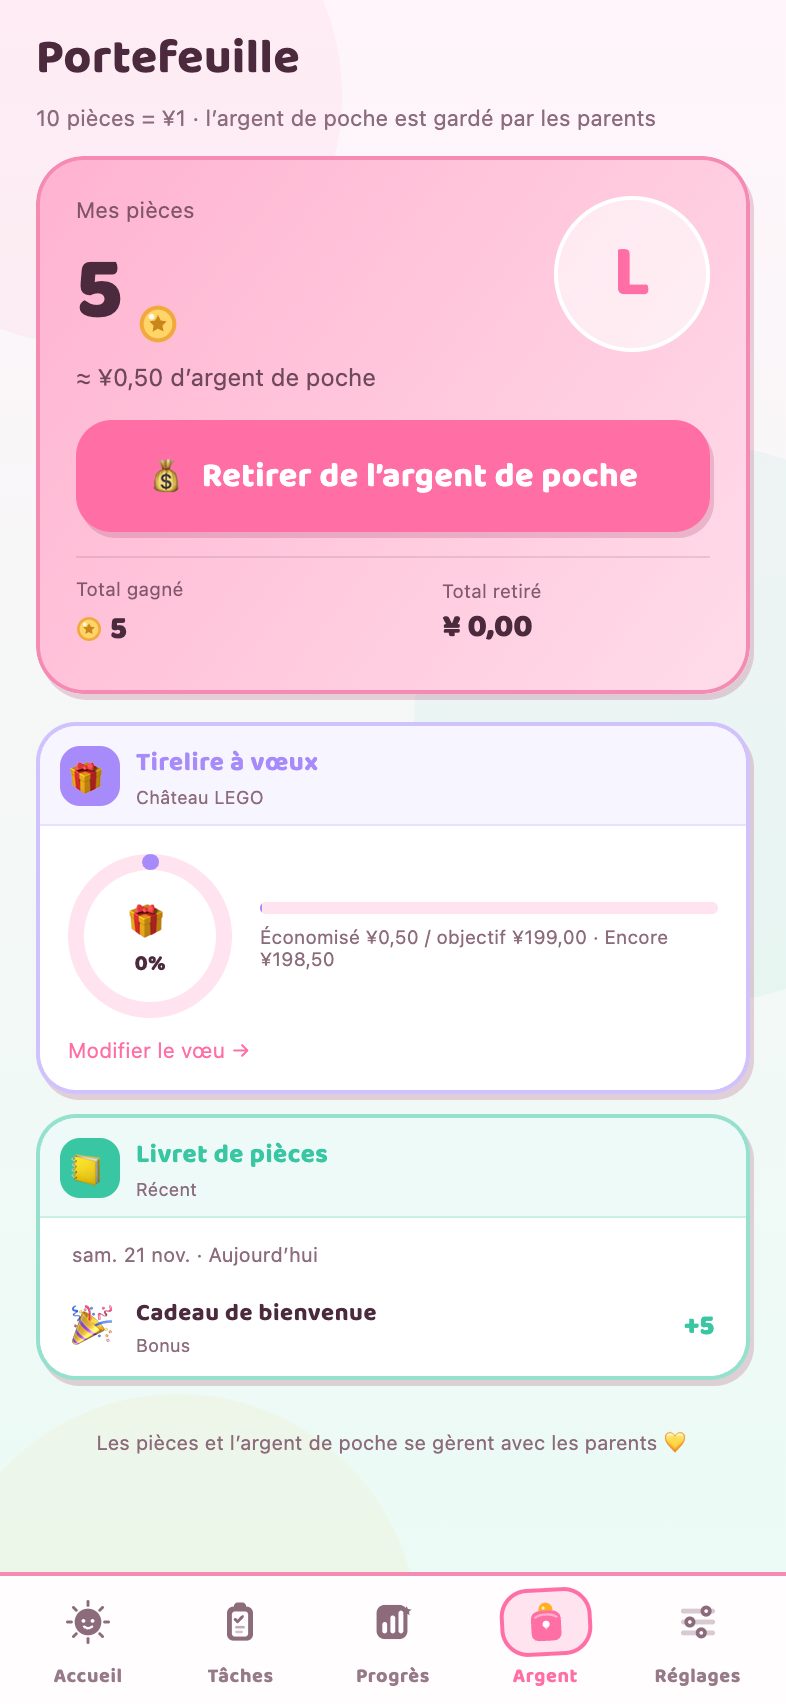 Portefeuille
10 pièces = ¥1 · l’argent de poche est gardé par les parents
Mes pièces
5
L
≈ ¥0,50 d’argent de poche
Retirer de l’argent de poche
Total gagné
5
Total retiré
¥ 0,00
Tirelire à vœux
Château LEGO
0%
Économisé ¥0,50 / objectif ¥199,00 · Encore
¥198,50
Modifier le vœu →
Livret de pièces
Récent
sam. 21 nov. · Aujourd’hui
Cadeau de bienvenue
Bonus
+5
Les pièces et l’argent de poche se gèrent avec les parents 💛
Accueil
Tâches
Progrès
Argent
Réglages